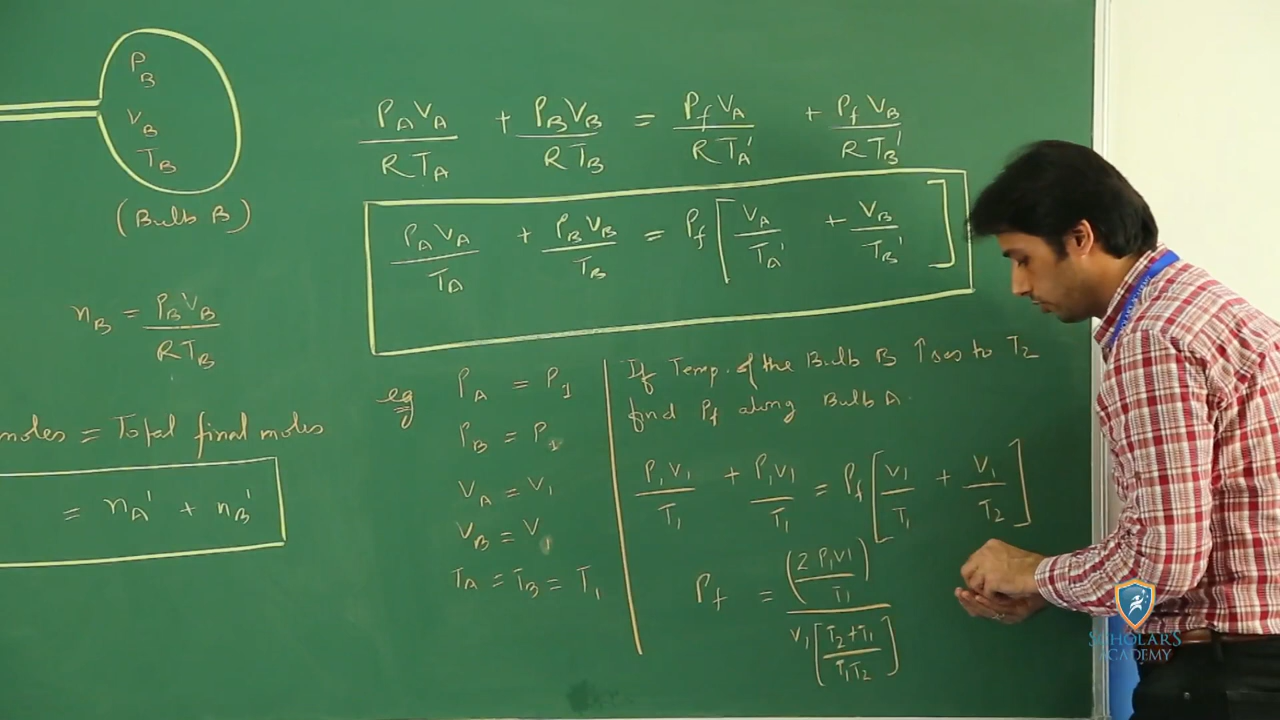 P_B
V_B
T_B
(Bulb B)
n_B = P_B V_B / R T_B
moles = Total final moles
= n_A' + n_B'
P_A V_A / R T_A + P_B V_B / R T_B = P_f V_A / R T_A' + P_f V_B / R T_B'
P_A V_A / T_A + P_B V_B / T_B = P_f [ V_A / T_A' + V_B / T_B' ]
eg P_A = P_1
P_B = P_1
V_A = V_1
V_B = V_1
T_A = T_B = T_1
If Temp. of the Bulb B ↑ses to T_2
find P_f along Bulb A.
P_1 V_1 / T_1 + P_1 V_1 / T_1 = P_f [ V_1 / T_1 + V_1 / T_2 ]
P_f = (2 P_1 V_1 / T_1) / V_1 [ T_2 + T_1 / T_1 T_2 ]
SCHOLARS
ACADEMY